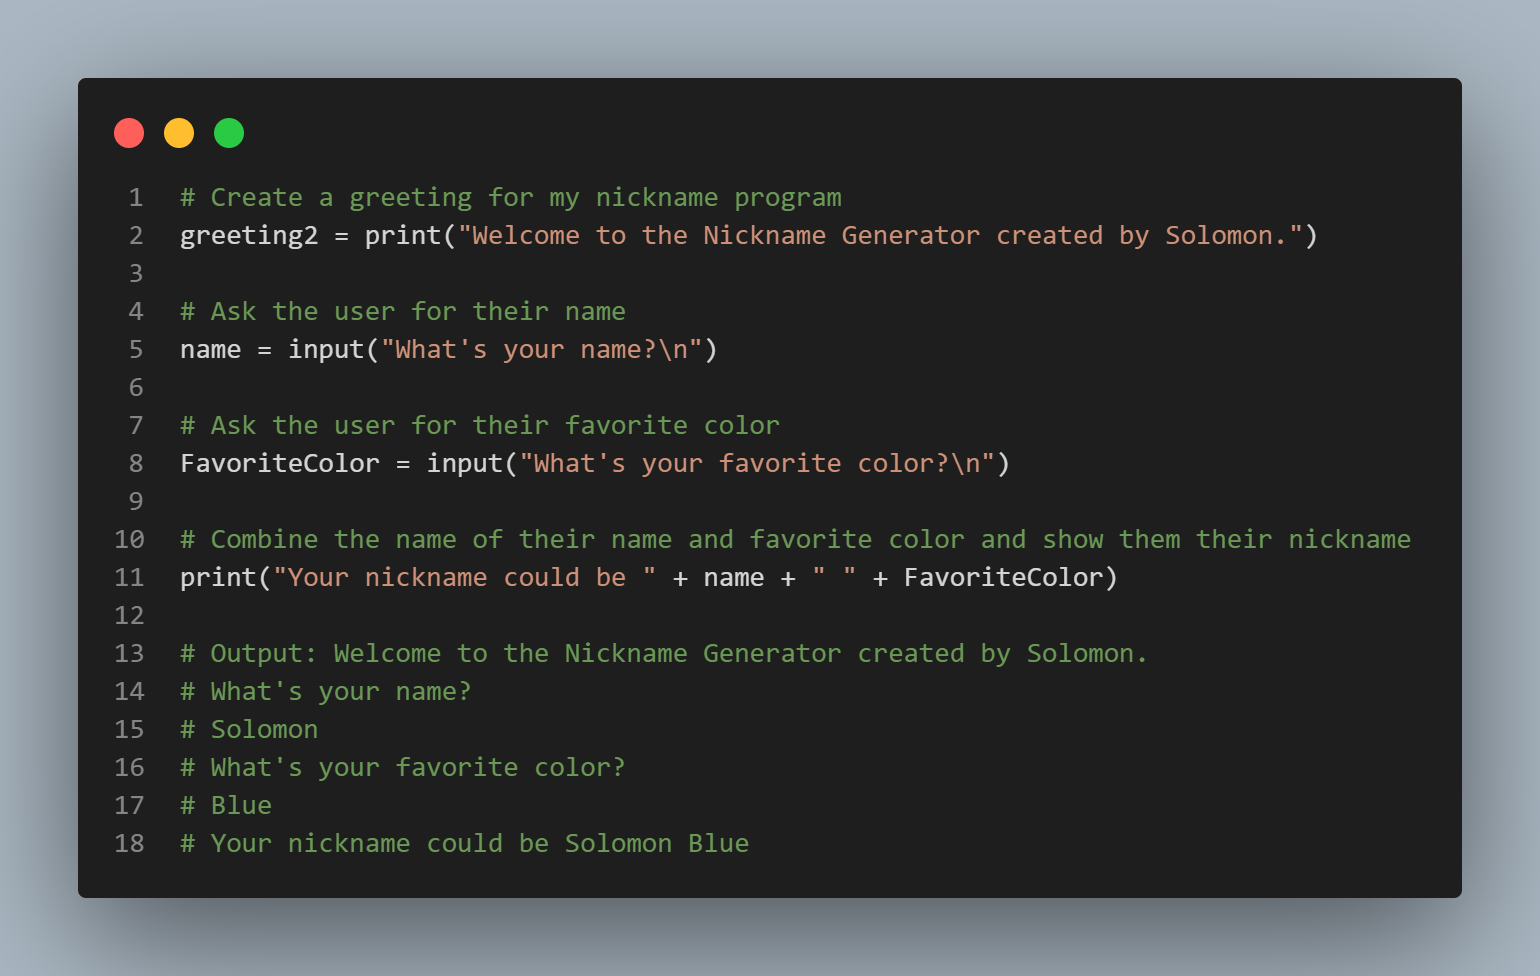 1 # Create a greeting for my nickname program
2 greeting2 = print("Welcome to the Nickname Generator created by Solomon.")
3
4 # Ask the user for their name
5 name = input("What's your name?\n")
6
7 # Ask the user for their favorite color
8 FavoriteColor = input("What's your favorite color?\n")
9
10 # Combine the name of their name and favorite color and show them their nickname
11 print("Your nickname could be " + name + " " + FavoriteColor)
12
13 # Output: Welcome to the Nickname Generator created by Solomon.
14 # What's your name?
15 # Solomon
16 # What's your favorite color?
17 # Blue
18 # Your nickname could be Solomon Blue